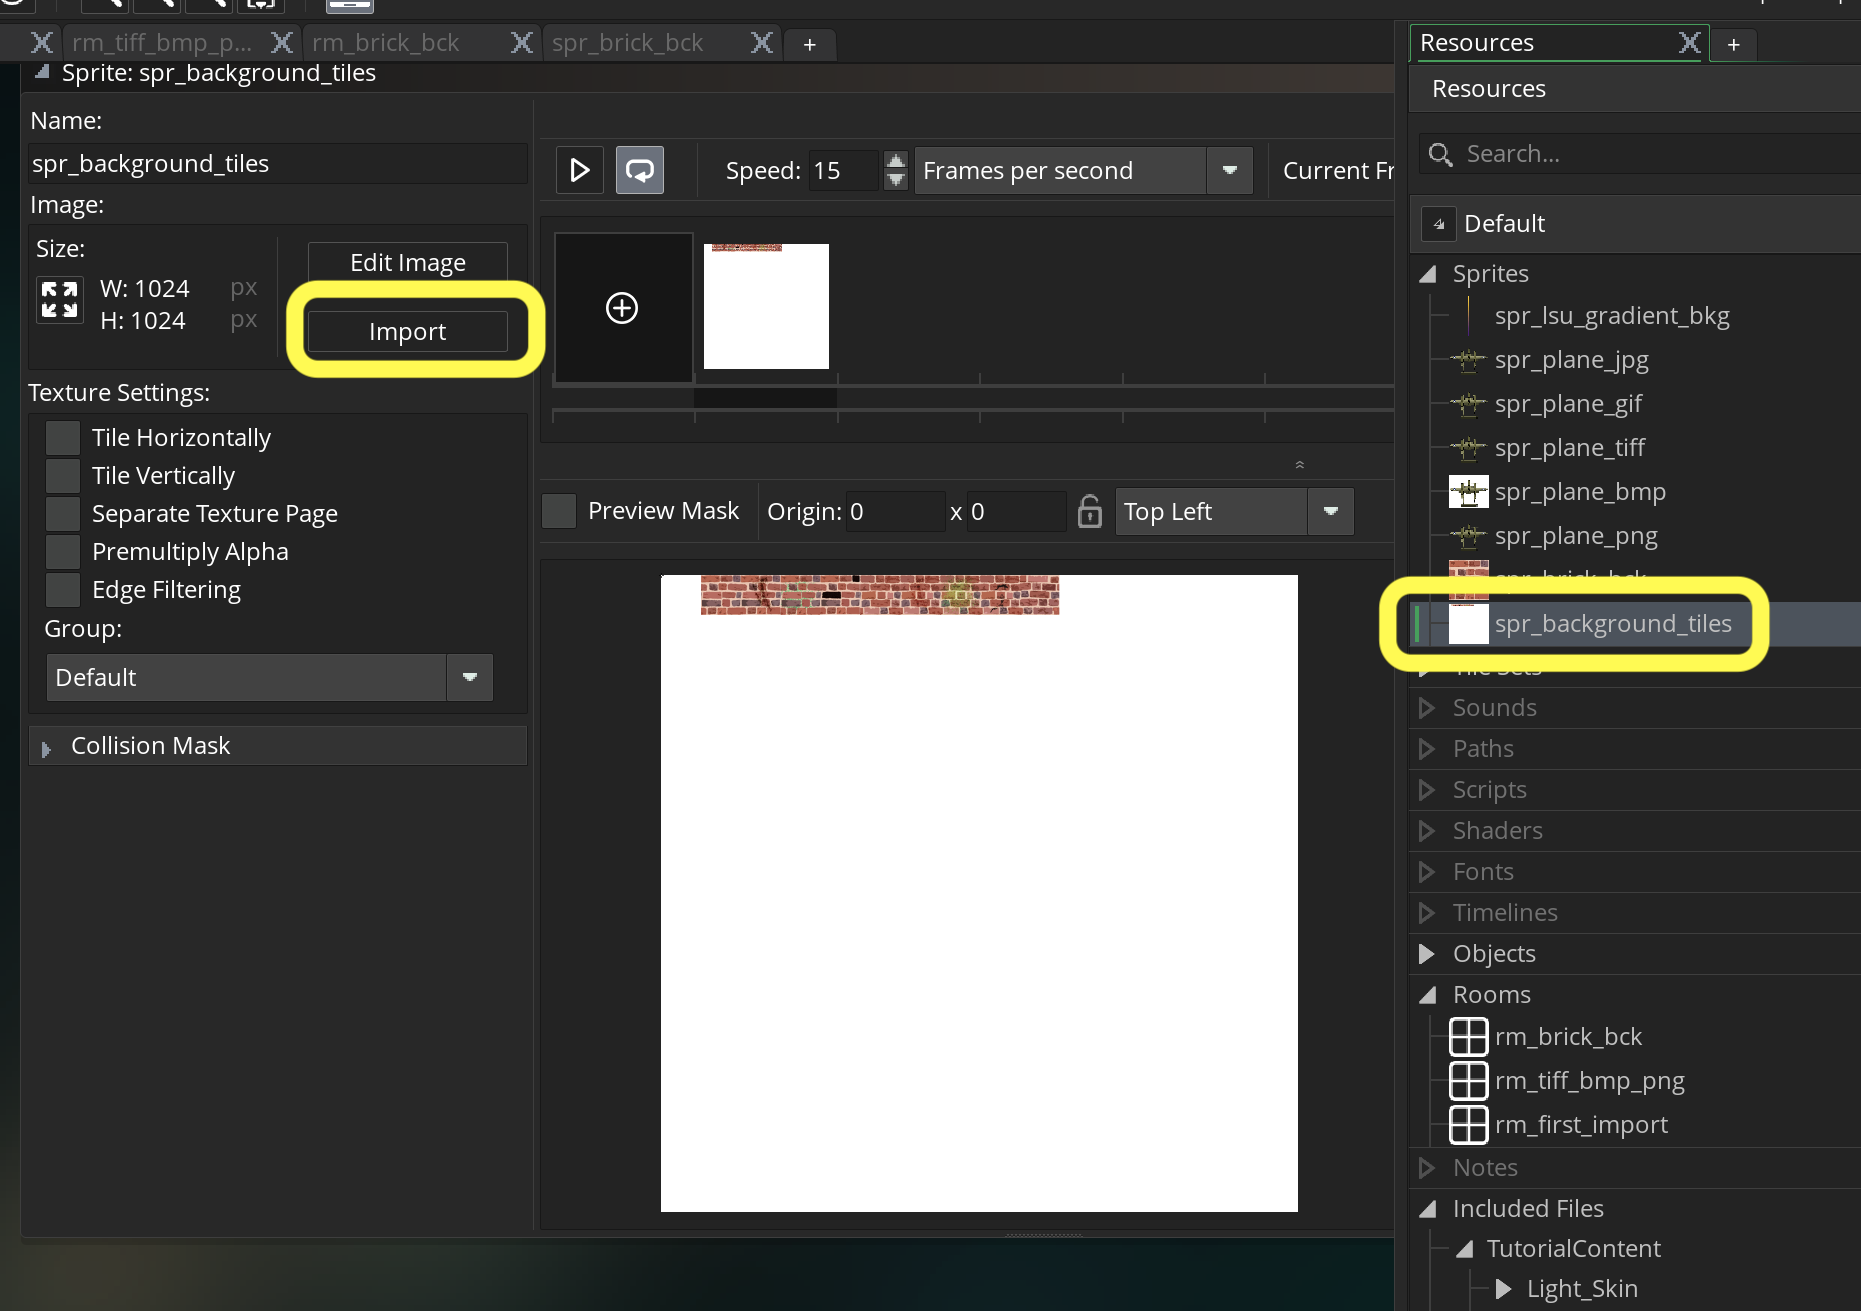 rm_tiff_bmp_p...
rm_brick_bck
spr_brick_bck
+
Sprite: spr_background_tiles
Name:
spr_background_tiles
Image:
Size:
W: 1024 px
H: 1024 px
Edit Image
Import
Texture Settings:
Tile Horizontally
Tile Vertically
Separate Texture Page
Premultiply Alpha
Edge Filtering
Group:
Default
Collision Mask
Speed: 15
Frames per second
Current Fr
Preview Mask
Origin: 0 x 0
Top Left
Resources
+
Resources
Search...
Default
Sprites
spr_lsu_gradient_bkg
spr_plane_jpg
spr_plane_gif
spr_plane_tiff
spr_plane_bmp
spr_plane_png
spr_brick_bck
spr_background_tiles
Tile Sets
Sounds
Paths
Scripts
Shaders
Fonts
Timelines
Objects
Rooms
rm_brick_bck
rm_tiff_bmp_png
rm_first_import
Notes
Included Files
TutorialContent
Light_Skin